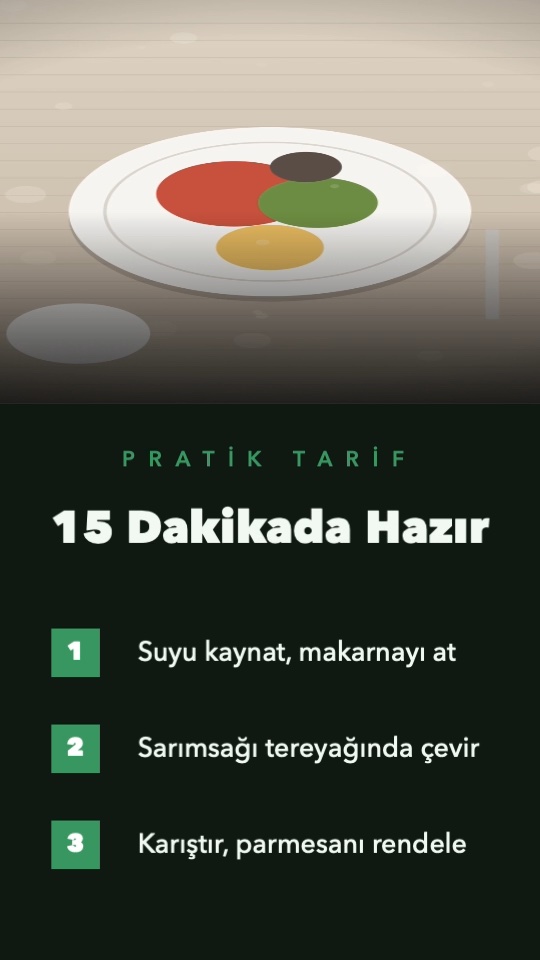 PRATİK TARİF
15 Dakikada Hazır
1 Suyu kaynat, makarnayı at
2 Sarımsağı tereyağında çevir
3 Karıştır, parmesanı rendele